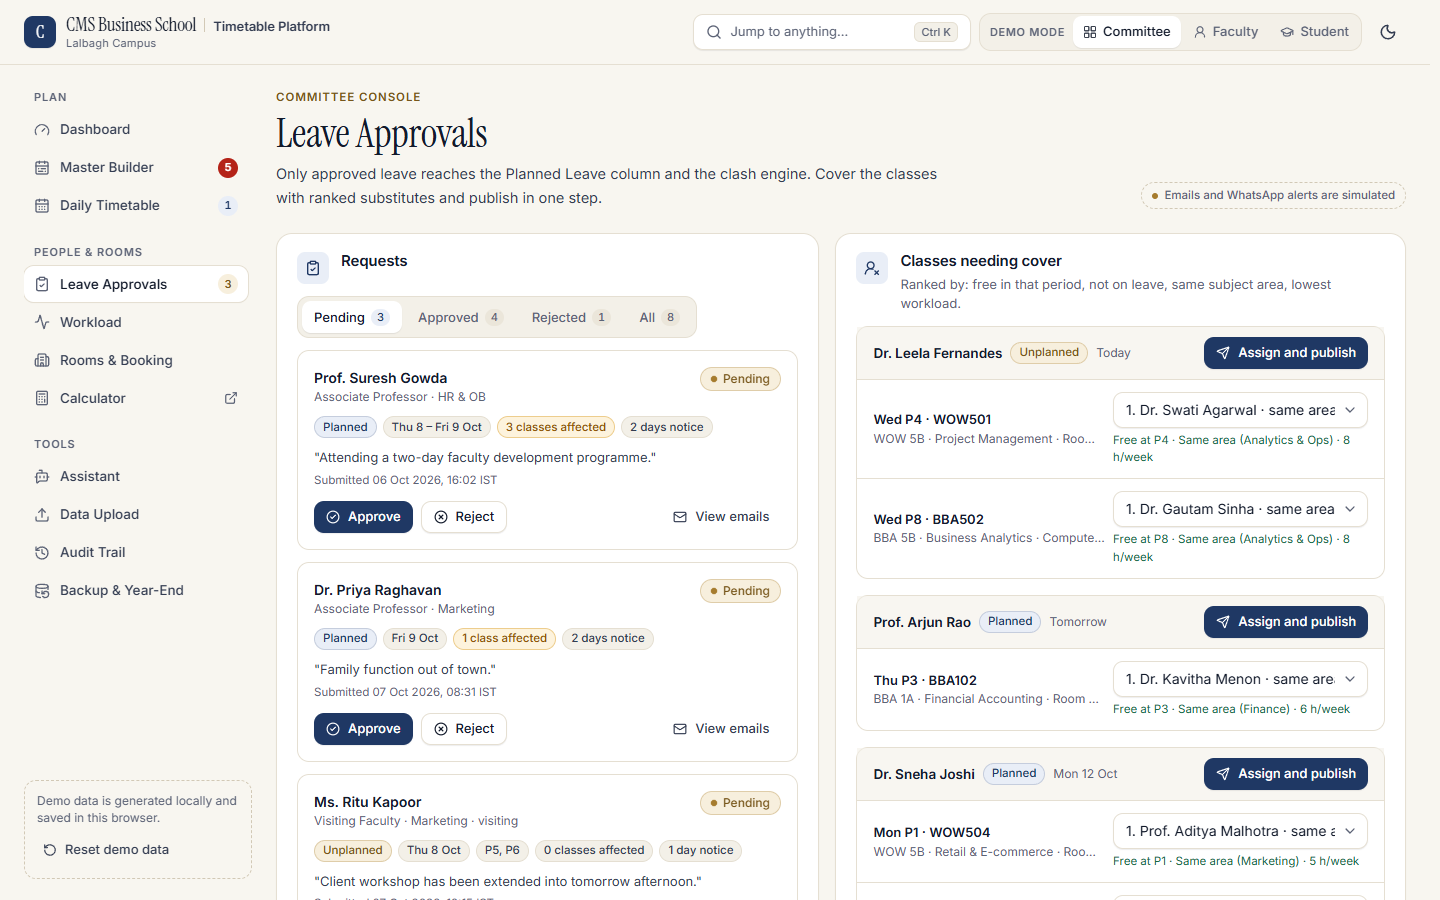 C
CMS Business School
Timetable Platform
Lalbagh Campus
Jump to anything...
Ctrl K
DEMO MODE
Committee
Faculty
Student
PLAN
Dashboard
Master Builder
5
Daily Timetable
1
PEOPLE & ROOMS
Leave Approvals
3
Workload
Rooms & Booking
Calculator
TOOLS
Assistant
Data Upload
Audit Trail
Backup & Year-End
Demo data is generated locally and
saved in this browser.
Reset demo data
COMMITTEE CONSOLE
Leave Approvals
Only approved leave reaches the Planned Leave column and the clash engine. Cover the classes
with ranked substitutes and publish in one step.
Emails and WhatsApp alerts are simulated
Requests
Pending 3
Approved 4
Rejected 1
All 8
Prof. Suresh Gowda
Pending
Associate Professor · HR & OB
Planned
Thu 8 – Fri 9 Oct
3 classes affected
2 days notice
"Attending a two-day faculty development programme."
Submitted 06 Oct 2026, 16:02 IST
Approve
Reject
View emails
Dr. Priya Raghavan
Pending
Associate Professor · Marketing
Planned
Fri 9 Oct
1 class affected
2 days notice
"Family function out of town."
Submitted 07 Oct 2026, 08:31 IST
Approve
Reject
View emails
Ms. Ritu Kapoor
Pending
Visiting Faculty · Marketing · visiting
Unplanned
Thu 8 Oct
P5, P6
0 classes affected
1 day notice
"Client workshop has been extended into tomorrow afternoon."
Classes needing cover
Ranked by: free in that period, not on leave, same subject area, lowest
workload.
Dr. Leela Fernandes
Unplanned
Today
Assign and publish
Wed P4 · WOW501
WOW 5B · Project Management · Roo...
1. Dr. Swati Agarwal · same area
Free at P4 · Same area (Analytics & Ops) · 8
h/week
Wed P8 · BBA502
BBA 5B · Business Analytics · Compute...
1. Dr. Gautam Sinha · same area
Free at P8 · Same area (Analytics & Ops) · 8
h/week
Prof. Arjun Rao
Planned
Tomorrow
Assign and publish
Thu P3 · BBA102
BBA 1A · Financial Accounting · Room ...
1. Dr. Kavitha Menon · same are
Free at P3 · Same area (Finance) · 6 h/week
Dr. Sneha Joshi
Planned
Mon 12 Oct
Assign and publish
Mon P1 · WOW504
WOW 5B · Retail & E-commerce · Roo...
1. Prof. Aditya Malhotra · same a
Free at P1 · Same area (Marketing) · 5 h/week